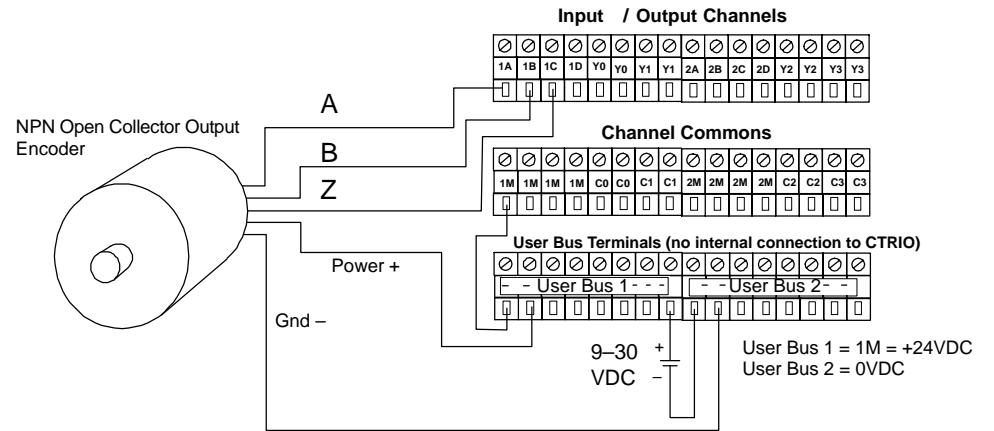 Input / Output Channels
1A 1B 1C 1D Y0 Y0 Y1 Y1 2A 2B 2C 2D Y2 Y2 Y3 Y3
A
NPN Open Collector Output
Encoder
B
Channel Commons
Z
1M 1M 1M 1M C0 C0 C1 C1 2M 2M 2M 2M C2 C2 C3 C3
User Bus Terminals (no internal connection to CTRIO)
Power +
User Bus 1
User Bus 2
Gnd –
9–30
VDC
+
–
User Bus 1 = 1M = +24VDC
User Bus 2 = 0VDC